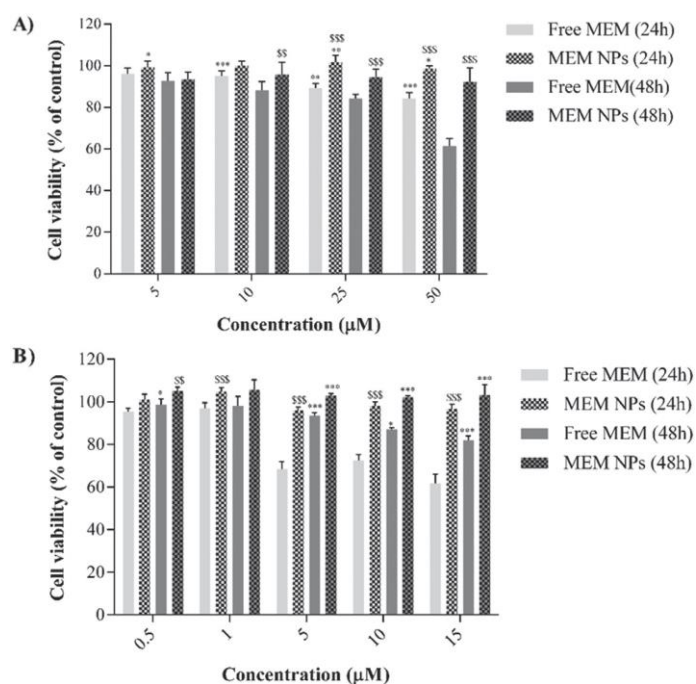 A)
Cell viability (% of control)
120
100
80
60
40
20
0
* *** $$ $$$ ** ** $$$ *** $$$ * $$$
5 10 25 50
Concentration (μM)
Free MEM (24h)
MEM NPs (24h)
Free MEM(48h)
MEM NPs (48h)
B)
Cell viability (% of control)
120
100
80
60
40
20
0
* $$ $$$ $$$ *** *** $$$ * *** $$$ *** ***
0.5 1 5 10 15
Concentration (μM)
Free MEM (24h)
MEM NPs (24h)
Free MEM (48h)
MEM NPs (48h)